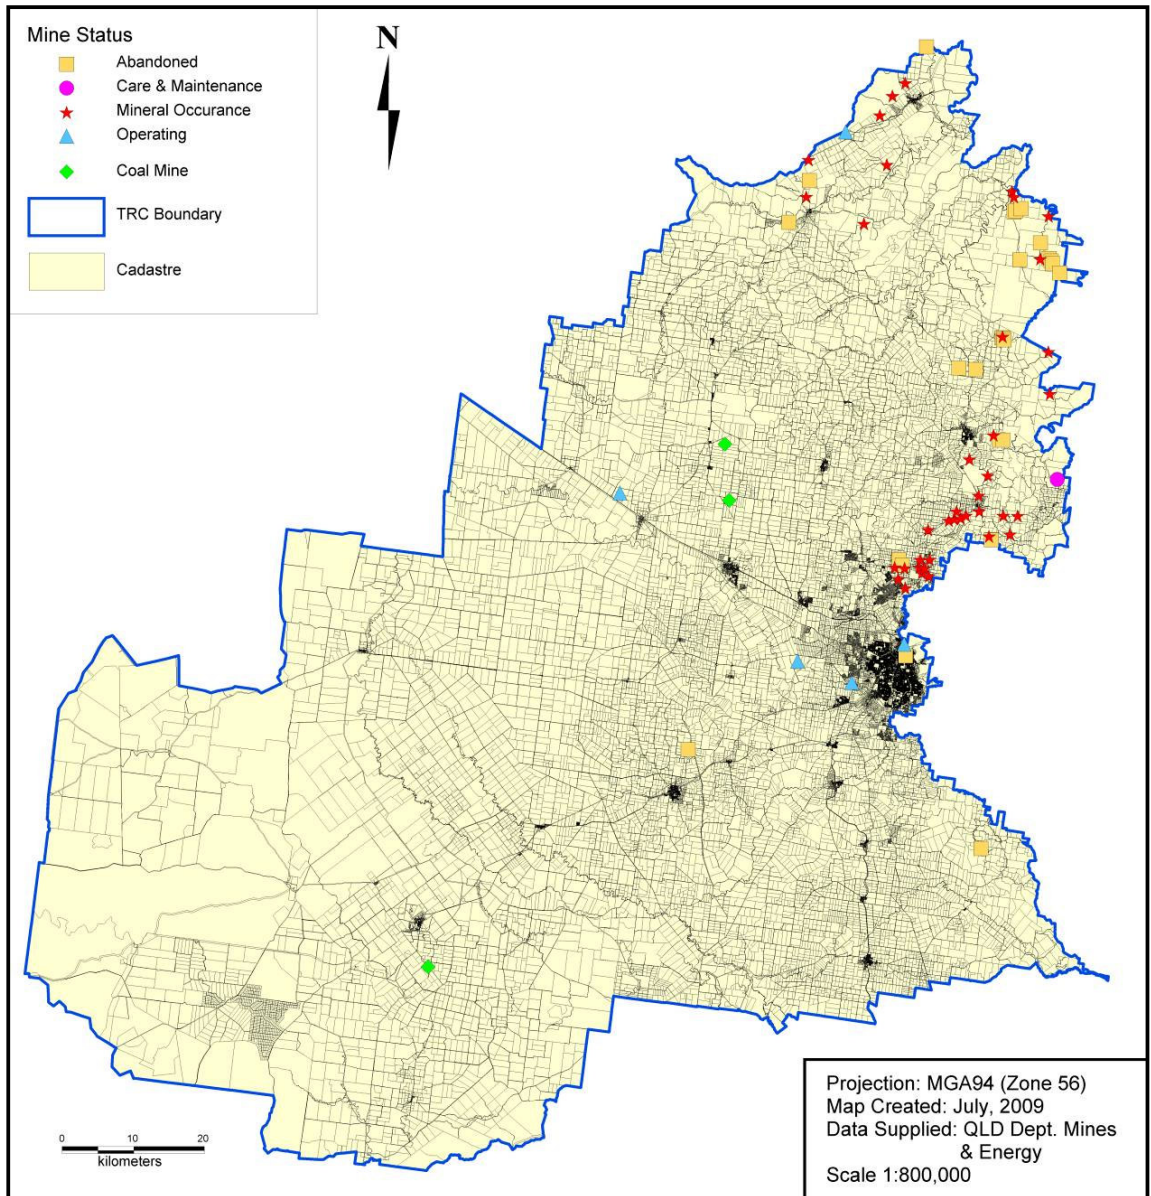 Mine Status
Abandoned
Care & Maintenance
Mineral Occurance
Operating
Coal Mine
TRC Boundary
Cadastre
N
0 10 20
kilometers
Projection: MGA94 (Zone 56)
Map Created: July, 2009
Data Supplied: QLD Dept. Mines
& Energy
Scale 1:800,000